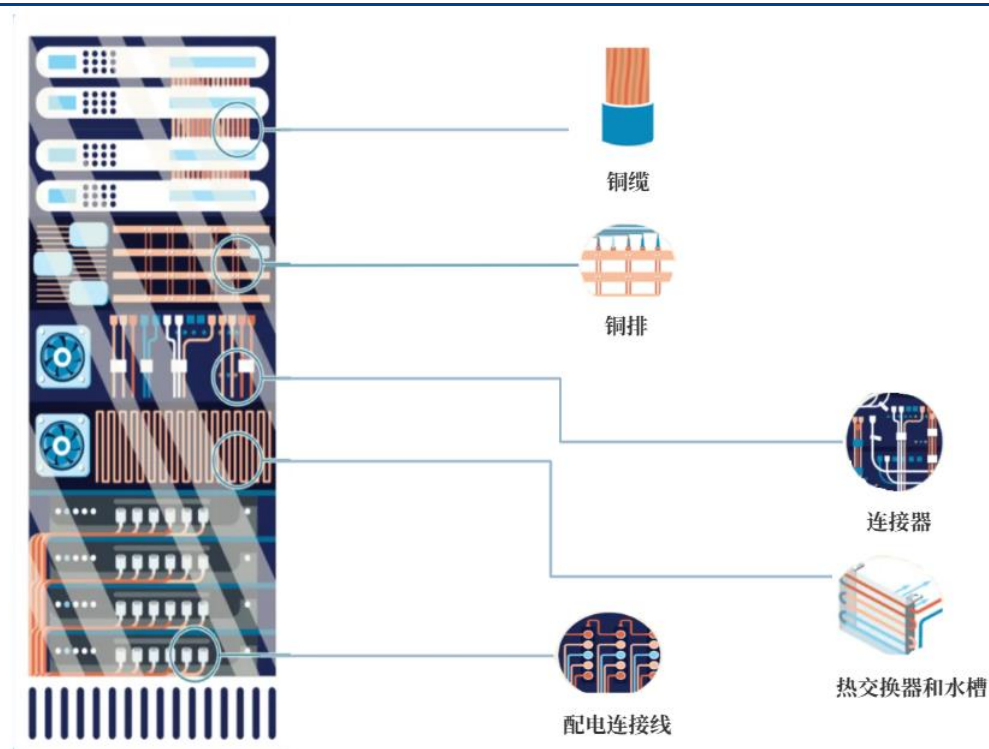 铜缆
铜排
连接器
热交换器和水槽
配电连接线